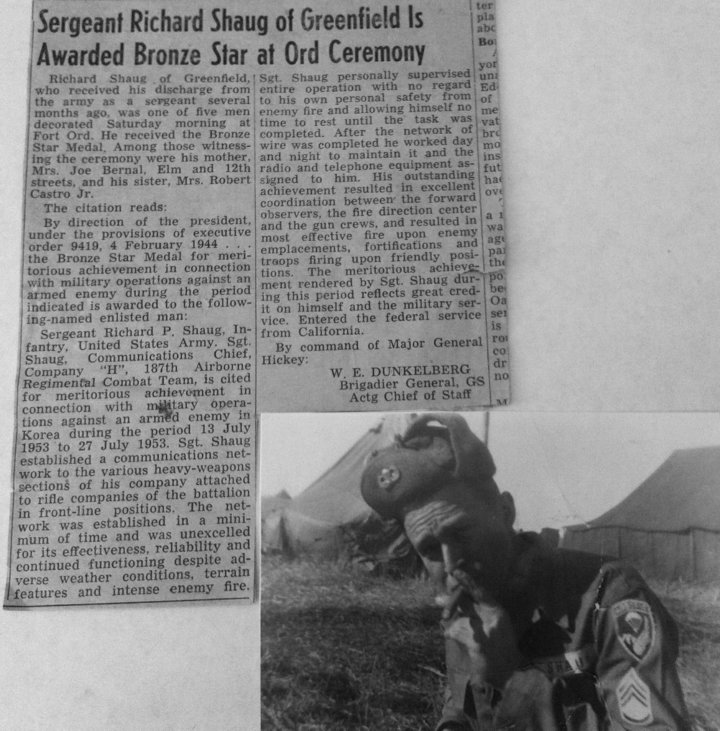 Sergeant Richard Shaug of Greenfield Is
Awarded Bronze Star at Ord Ceremony
Richard Shaug of Greenfield,
who received his discharge from
the army as a sergeant several
months ago, was one of five men
decorated Saturday morning at
Fort Ord. He received the Bronze
Star Medal. Among those witness-
ing the ceremony were his mother,
Mrs. Joe Bernal, Elm and 12th
streets, and his sister, Mrs. Robert
Castro Jr.
The citation reads:
By direction of the president,
under the provisions of executive
order 9419, 4 February 1944 . . .
the Bronze Star Medal for meri-
torious achievement in connection
with military operations against an
armed enemy during the period
indicated is awarded to the follow-
ing-named enlisted man:
Sergeant Richard P. Shaug, In-
fantry, United States Army. Sgt.
Shaug, Communications Chief,
Company "H", 187th Airborne
Regimental Combat Team, is cited
for meritorious achievement in
connection with military opera-
tions against an armed enemy in
Korea during the period 13 July
1953 to 27 July 1953. Sgt. Shaug
established a communications net-
work to the various heavy-weapons
sections of his company attached
to rifle companies of the battalion
in front-line positions. The net-
work was established in a mini-
mum of time and was unexcelled
for its effectiveness, reliability and
continued functioning despite ad-
verse weather conditions, terrain
features and intense enemy fire.
Sgt. Shaug personally supervised
entire operation with no regard
to his own personal safety from
enemy fire and allowing himself no
time to rest until the task was
completed. After the network of
wire was completed he worked day
and night to maintain it and the
radio and telephone equipment as-
signed to him. His outstanding
achievement resulted in excellent
coordination between the forward
observers, the fire direction center
and the gun crews, and resulted in
most effective fire upon enemy
emplacements, fortifications and
troops firing upon friendly posi-
tions. The meritorious achieve-
ment rendered by Sgt. Shaug dur-
ing this period reflects great cred-
it on himself and the military ser-
vice. Entered the federal service
from California.
By command of Major General
Hickey:
W. E. DUNKELBERG
Brigadier General, GS
Actg Chief of Staff